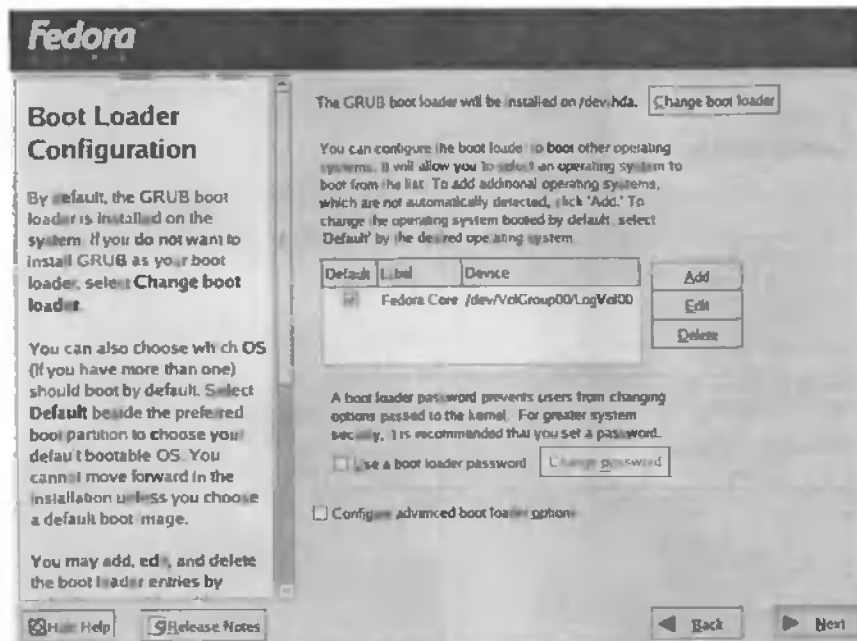 Fedora
Boot Loader
Configuration
By default, the GRUB boot
loader is installed on the
system. If you do not want to
install GRUB as your boot
loader, select Change boot
loader.
You can also choose which OS
(if you have more than one)
should boot by default. Select
Default beside the preferred
boot partition to choose your
default bootable OS. You
cannot move forward in the
installation unless you choose
a default boot image.
You may add, edit, and delete
the boot loader entries by
The GRUB boot loader will be installed on /dev/hda.
Change boot loader
You can configure the boot loader to boot other operating
systems. It will allow you to select an operating system to
boot from the list. To add additional operating systems,
which are not automatically detected, click 'Add.' To
change the operating system booted by default, select
'Default' by the desired operating system.
Default Label Device
Fedora Core /dev/VolGroup00/LogVol00
Add
Edit
Delete
A boot loader password prevents users from changing
options passed to the kernel. For greater system
security, it is recommended that you set a password.
Use a boot loader password
Change password
Configure advanced boot loader options
Hide Help
Release Notes
Back
Next